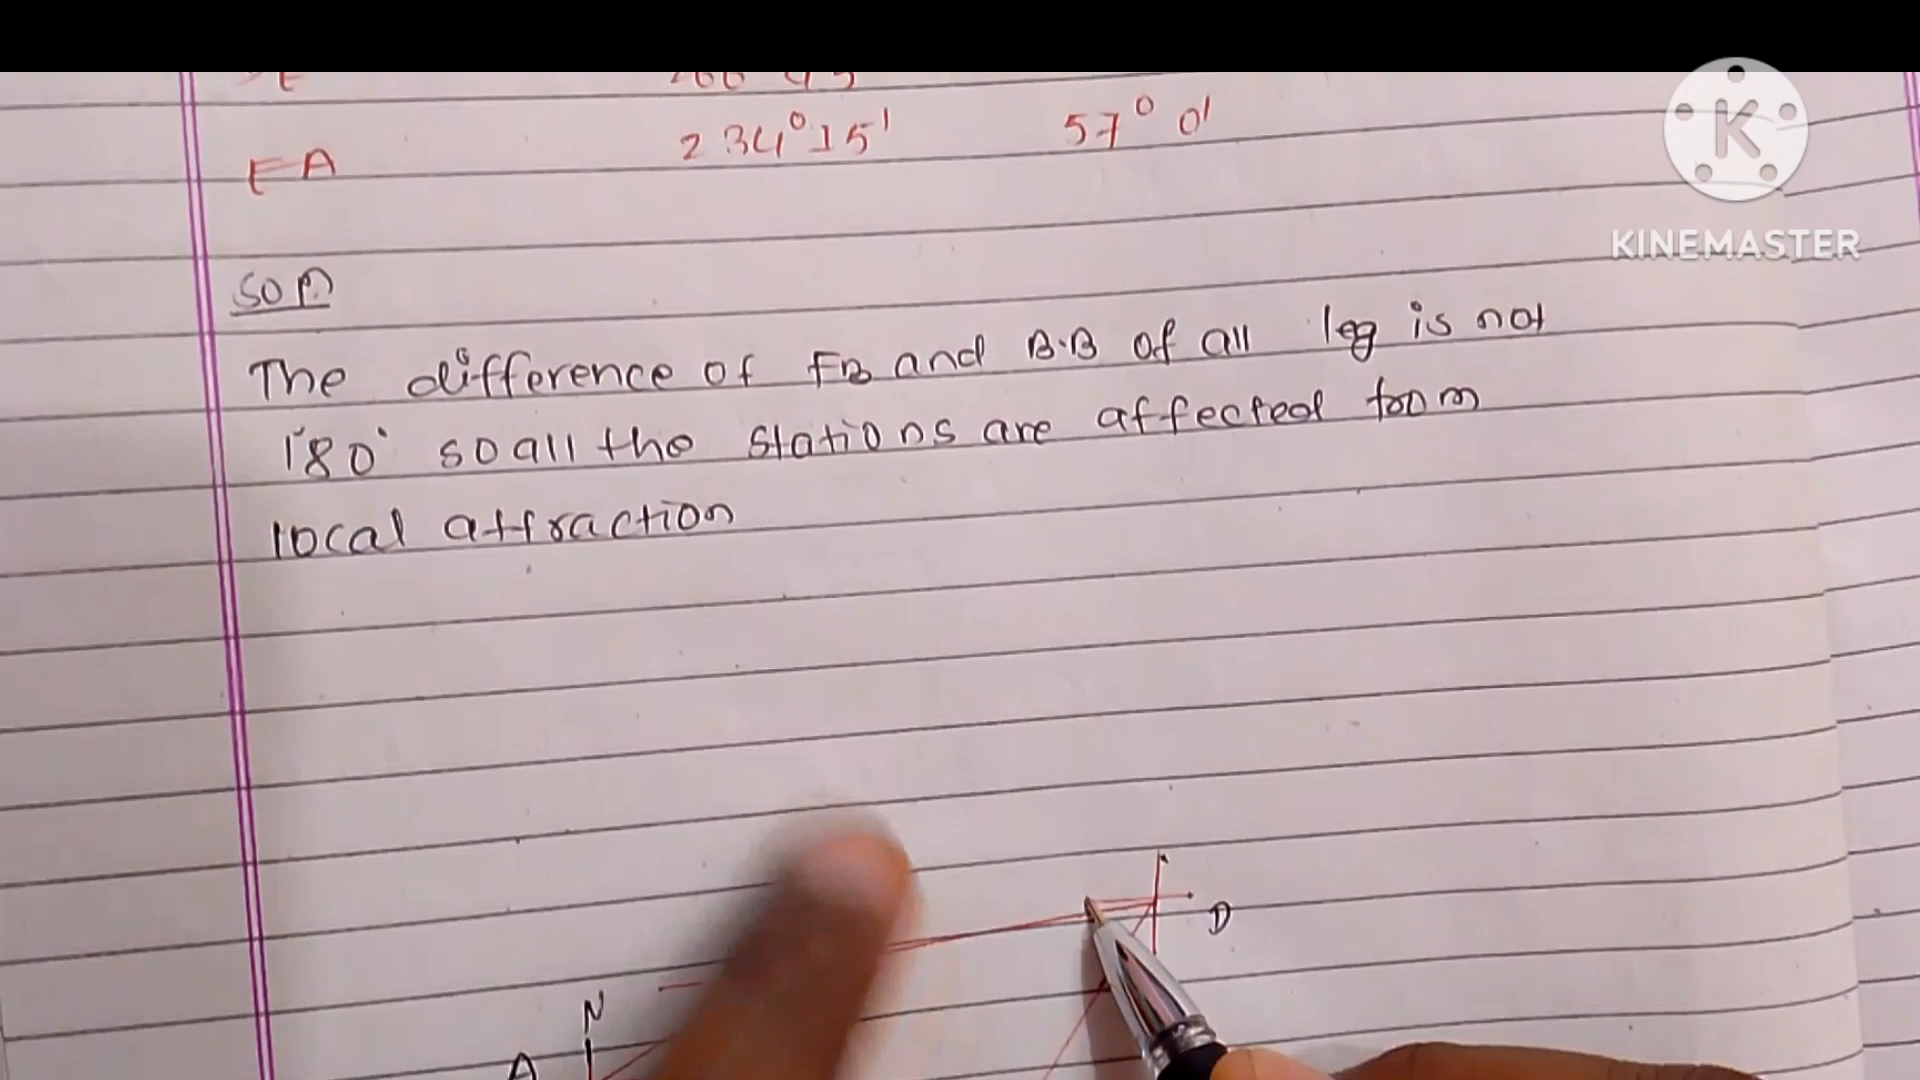 EA 234°15' 57° 0'
K
KINEMASTER
Soln
The difference of FB and B.B of all leg is not
180° so all the stations are affected from
local attraction
D
N
A